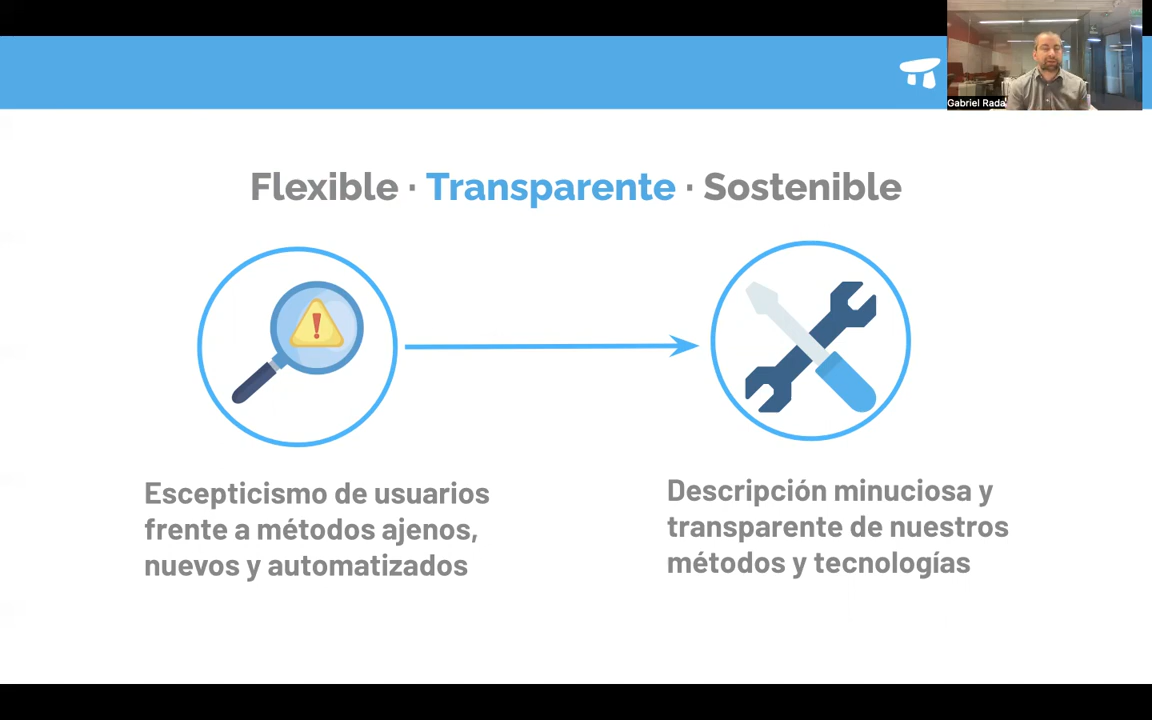 Gabriel Rada
Flexible · Transparente · Sostenible
Escepticismo de usuarios
frente a métodos ajenos,
nuevos y automatizados
Descripción minuciosa y
transparente de nuestros
métodos y tecnologías